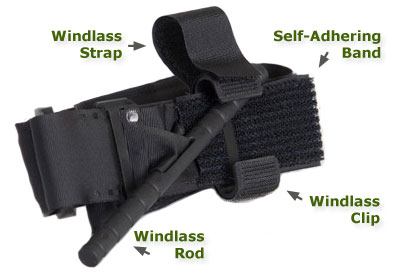 Windlass
Strap
Self-Adhering
Band
Windlass
Clip
Windlass
Rod